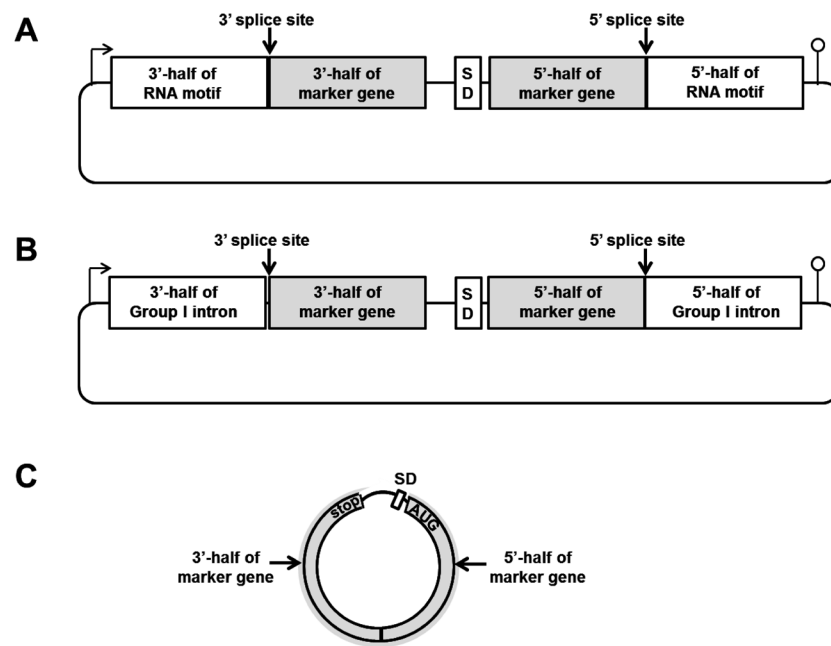 A
3’ splice site
5’ splice site
3’-half of
RNA motif
3’-half of
marker gene
S
D
5’-half of
marker gene
5’-half of
RNA motif
B
3’ splice site
5’ splice site
3’-half of
Group I intron
3’-half of
marker gene
S
D
5’-half of
marker gene
5’-half of
Group I intron
C
SD
stop
AUG
3’-half of
marker gene
5’-half of
marker gene